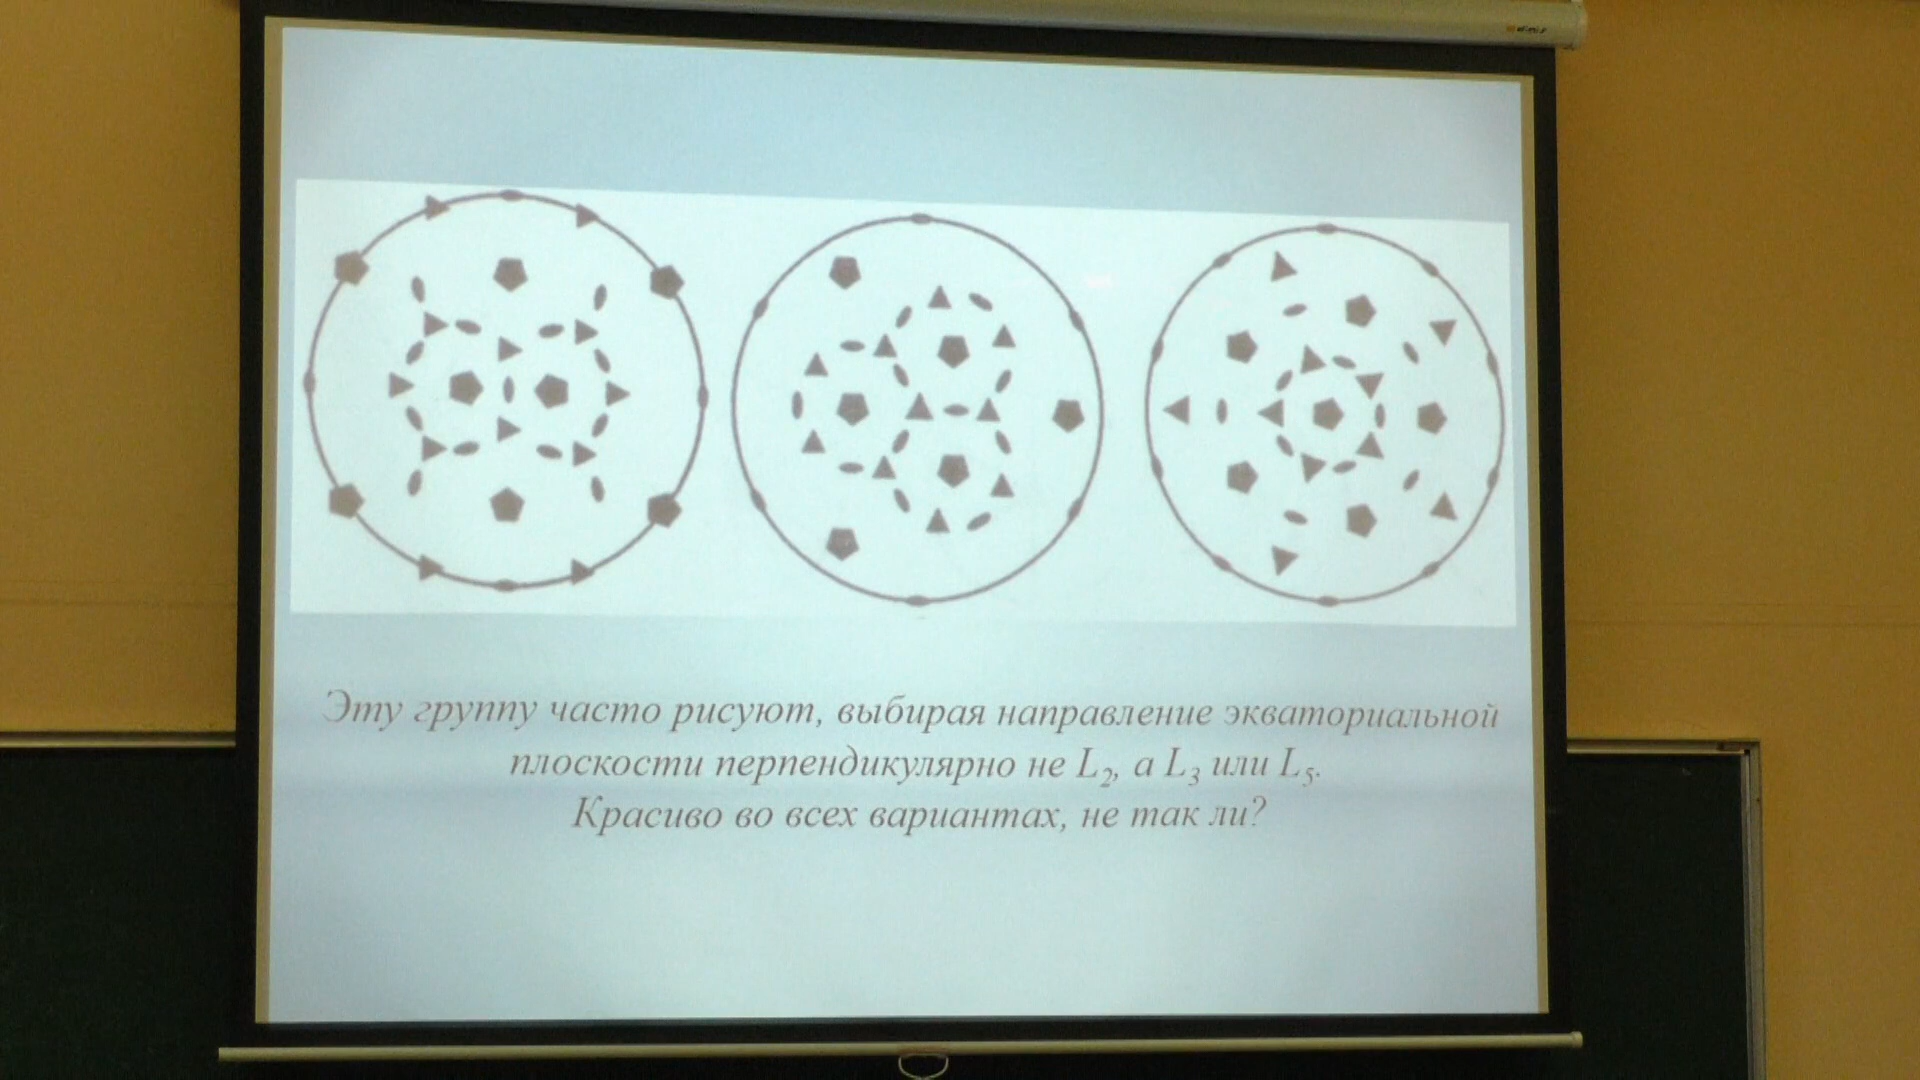 Эту группу часто рисуют, выбирая направление экваториальной
плоскости перпендикулярно не L₂, а L₃ или L₅.
Красиво во всех вариантах, не так ли?